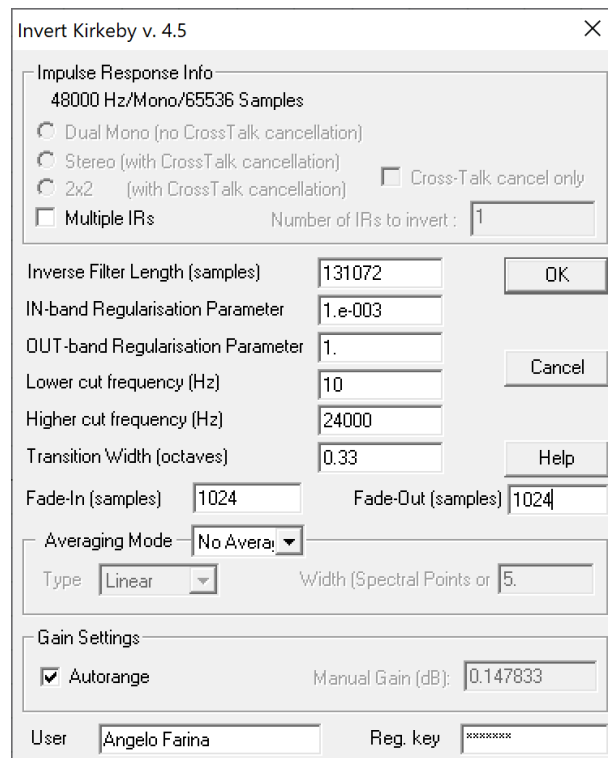 Invert Kirkeby v. 4.5
Impulse Response Info
48000 Hz/Mono/65536 Samples
Dual Mono (no CrossTalk cancellation)
Stereo (with CrossTalk cancellation)
2x2 (with CrossTalk cancellation)
Cross-Talk cancel only
Multiple IRs Number of IRs to invert : 1
Inverse Filter Length (samples) 131072 OK
IN-band Regularisation Parameter 1.e-003
OUT-band Regularisation Parameter 1.
Cancel
Lower cut frequency (Hz) 10
Higher cut frequency (Hz) 24000
Transition Width (octaves) 0.33 Help
Fade-In (samples) 1024 Fade-Out (samples) 1024
Averaging Mode No Averag
Type Linear Width (Spectral Points or 5.
Gain Settings
Autorange Manual Gain (dB): 0.147833
User Angelo Farina Reg. key *******